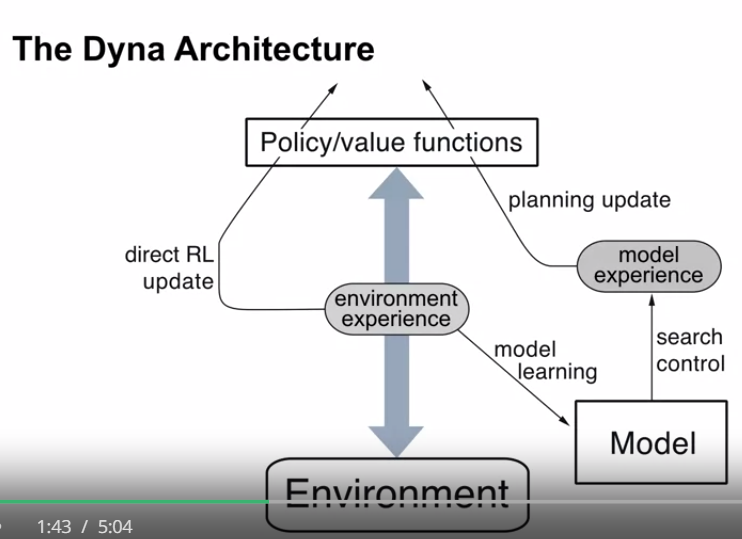 The Dyna Architecture
Policy/value functions
planning update
direct RL
update
model
experience
environment
experience
model
learning
search
control
Model
Environment
1:43 / 5:04